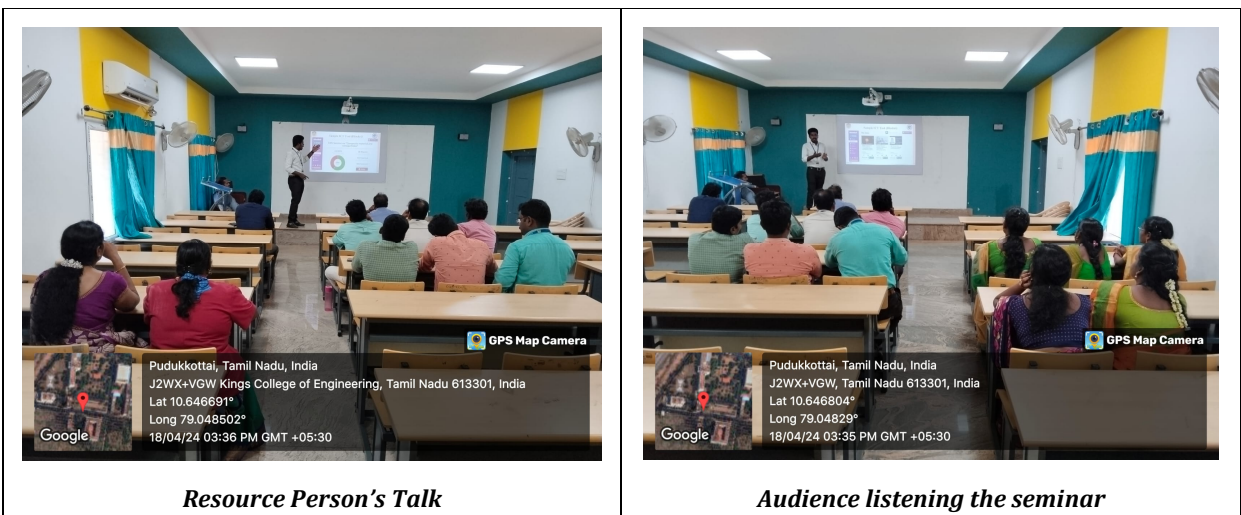 GPS Map Camera
Pudukkottai, Tamil Nadu, India
J2WX+VGW Kings College of Engineering, Tamil Nadu 613301, India
Lat 10.646691°
Long 79.048502°
18/04/24 03:36 PM GMT +05:30
Google
Resource Person's Talk
GPS Map Camera
Pudukkottai, Tamil Nadu, India
J2WX+VGW, Tamil Nadu 613301, India
Lat 10.646804°
Long 79.04829°
18/04/24 03:35 PM GMT +05:30
Google
Audience listening the seminar